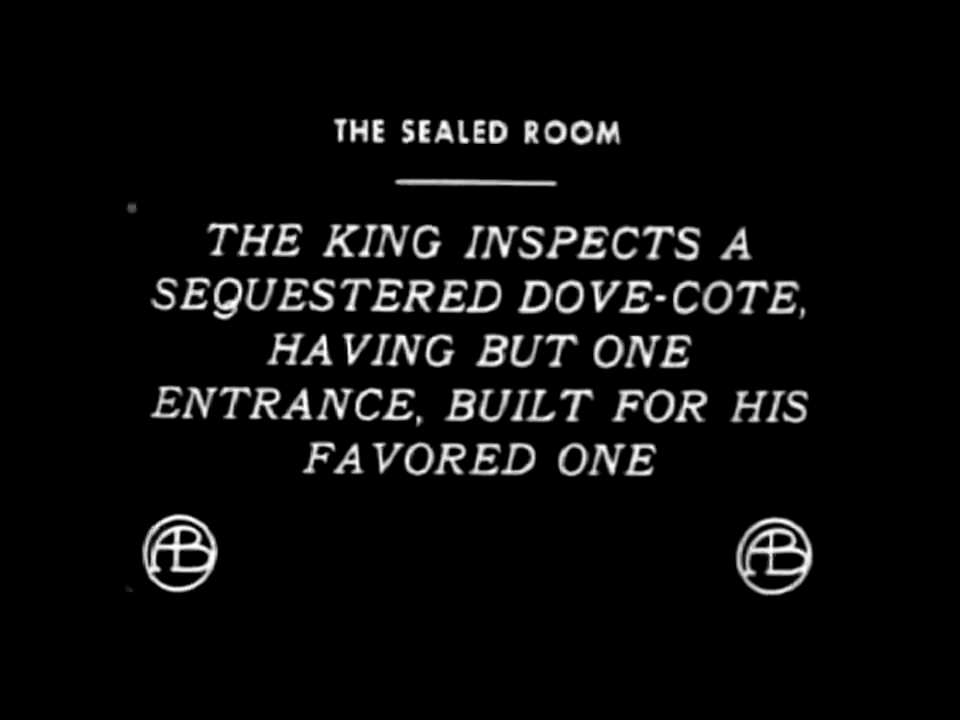 THE SEALED ROOM
THE KING INSPECTS A
SEQUESTERED DOVE-COTE,
HAVING BUT ONE
ENTRANCE, BUILT FOR HIS
FAVORED ONE
AB AB